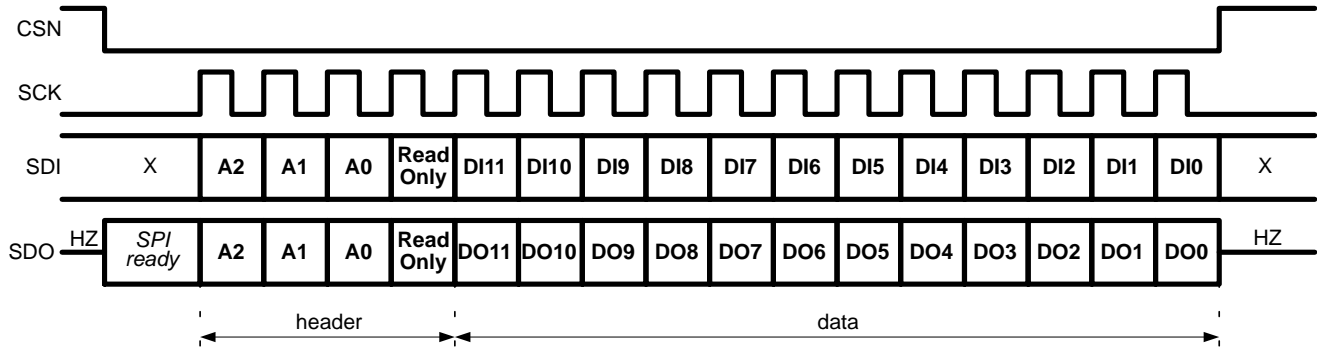 CSN
SCK
SDI X A2 A1 A0 Read Only DI11 DI10 DI9 DI8 DI7 DI6 DI5 DI4 DI3 DI2 DI1 DI0 X
SDO HZ SPI ready A2 A1 A0 Read Only DO11 DO10 DO9 DO8 DO7 DO6 DO5 DO4 DO3 DO2 DO1 DO0 HZ
header data